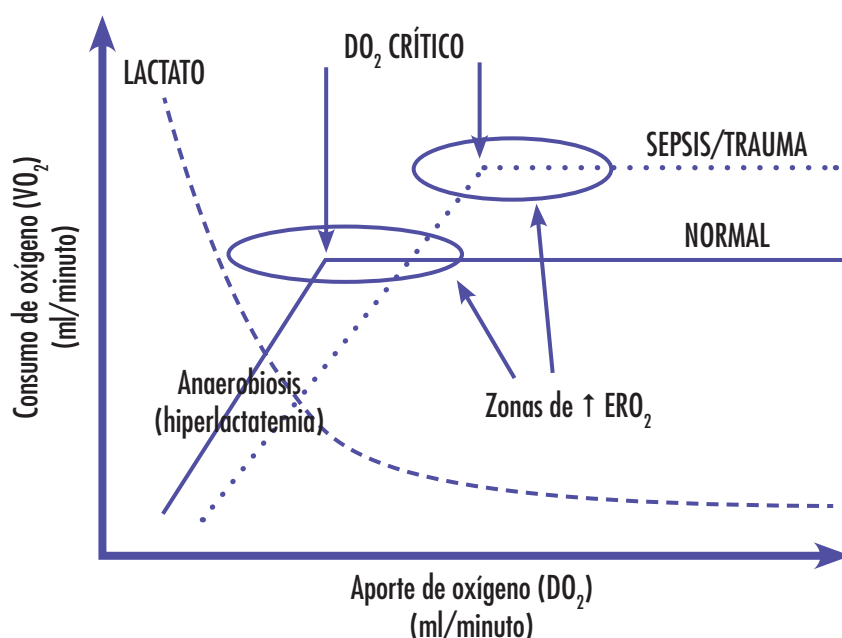 DO₂ CRÍTICO
LACTATO
SEPSIS/TRAUMA
NORMAL
Consumo de oxígeno (VO₂)
(ml/minuto)
Anaerobiosis
(hiperlactatemia)
Zonas de ↑ ERO₂
Aporte de oxígeno (DO₂)
(ml/minuto)